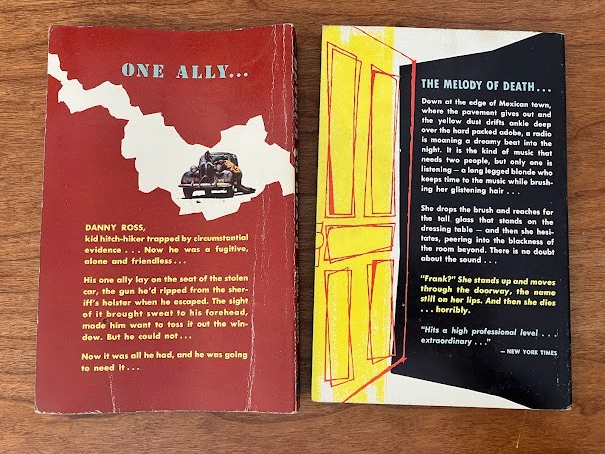 ONE ALLY...
DANNY ROSS,
kid hitch-hiker trapped by circumstantial
evidence . . . Now he was a fugitive,
alone and friendless . . .
His one ally lay on the seat of the stolen
car, the gun he'd ripped from the sher-
iff's holster when he escaped. The sight
of it brought sweat to his forehead,
made him want to toss it out the win-
dow. But he could not . . .
Now it was all he had, and he was going
to need it . . .
THE MELODY OF DEATH . . .
Down at the edge of Mexican town,
where the pavement gives out and
the yellow dust drifts ankle deep
over the hard packed adobe, a radio
is moaning a dreamy beat into the
night. It is the kind of music that
needs two people, but only one is
listening — a long legged blonde who
keeps time to the music while brush-
ing her glistening hair . . .
She drops the brush and reaches for
the tall glass that stands on the
dressing table — and then she hesi-
tates, peering into the blackness of
the room beyond. There is no doubt
about the sound . . .
"Frank?" She stands up and moves
through the doorway, the name
still on her lips. And then she dies
. . . horribly.
"Hits a high professional level . . .
extraordinary . . ."
— NEW YORK TIMES